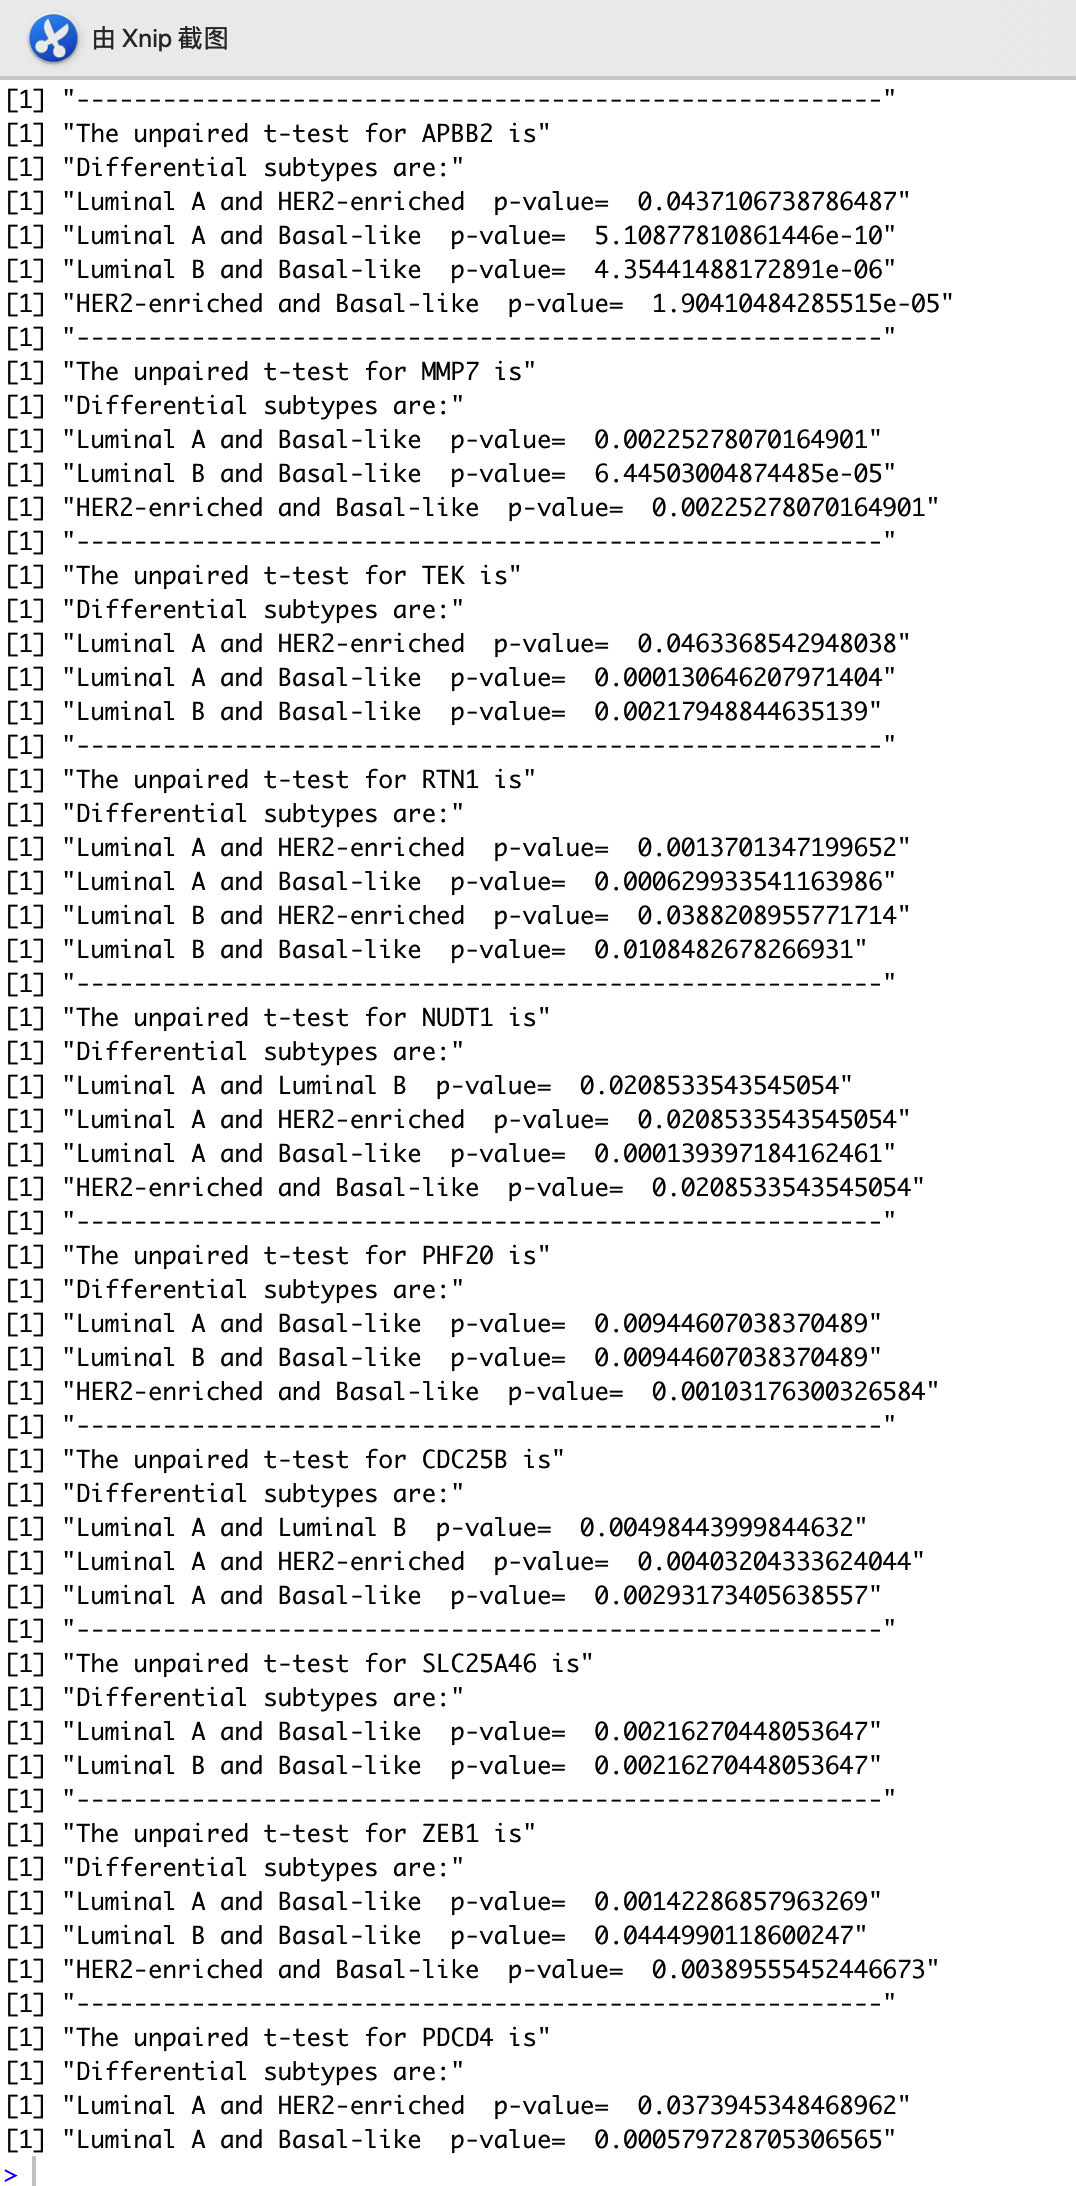 由 Xnip 截图
[1] "--------------------------------------------------------"
[1] "The unpaired t-test for APBB2 is"
[1] "Differential subtypes are:"
[1] "Luminal A and HER2-enriched  p-value=  0.0437106738786487"
[1] "Luminal A and Basal-like  p-value=  5.10877810861446e-10"
[1] "Luminal B and Basal-like  p-value=  4.35441488172891e-06"
[1] "HER2-enriched and Basal-like  p-value=  1.90410484285515e-05"
[1] "--------------------------------------------------------"
[1] "The unpaired t-test for MMP7 is"
[1] "Differential subtypes are:"
[1] "Luminal A and Basal-like  p-value=  0.00225278070164901"
[1] "Luminal B and Basal-like  p-value=  6.44503004874485e-05"
[1] "HER2-enriched and Basal-like  p-value=  0.00225278070164901"
[1] "--------------------------------------------------------"
[1] "The unpaired t-test for TEK is"
[1] "Differential subtypes are:"
[1] "Luminal A and HER2-enriched  p-value=  0.0463368542948038"
[1] "Luminal A and Basal-like  p-value=  0.000130646207971404"
[1] "Luminal B and Basal-like  p-value=  0.00217948844635139"
[1] "--------------------------------------------------------"
[1] "The unpaired t-test for RTN1 is"
[1] "Differential subtypes are:"
[1] "Luminal A and HER2-enriched  p-value=  0.0013701347199652"
[1] "Luminal A and Basal-like  p-value=  0.000629933541163986"
[1] "Luminal B and HER2-enriched  p-value=  0.0388208955771714"
[1] "Luminal B and Basal-like  p-value=  0.0108482678266931"
[1] "--------------------------------------------------------"
[1] "The unpaired t-test for NUDT1 is"
[1] "Differential subtypes are:"
[1] "Luminal A and Luminal B  p-value=  0.0208533543545054"
[1] "Luminal A and HER2-enriched  p-value=  0.0208533543545054"
[1] "Luminal A and Basal-like  p-value=  0.000139397184162461"
[1] "HER2-enriched and Basal-like  p-value=  0.0208533543545054"
[1] "--------------------------------------------------------"
[1] "The unpaired t-test for PHF20 is"
[1] "Differential subtypes are:"
[1] "Luminal A and Basal-like  p-value=  0.00944607038370489"
[1] "Luminal B and Basal-like  p-value=  0.00944607038370489"
[1] "HER2-enriched and Basal-like  p-value=  0.00103176300326584"
[1] "--------------------------------------------------------"
[1] "The unpaired t-test for CDC25B is"
[1] "Differential subtypes are:"
[1] "Luminal A and Luminal B  p-value=  0.00498443999844632"
[1] "Luminal A and HER2-enriched  p-value=  0.00403204333624044"
[1] "Luminal A and Basal-like  p-value=  0.00293173405638557"
[1] "--------------------------------------------------------"
[1] "The unpaired t-test for SLC25A46 is"
[1] "Differential subtypes are:"
[1] "Luminal A and Basal-like  p-value=  0.00216270448053647"
[1] "Luminal B and Basal-like  p-value=  0.00216270448053647"
[1] "--------------------------------------------------------"
[1] "The unpaired t-test for ZEB1 is"
[1] "Differential subtypes are:"
[1] "Luminal A and Basal-like  p-value=  0.00142286857963269"
[1] "Luminal B and Basal-like  p-value=  0.0444990118600247"
[1] "HER2-enriched and Basal-like  p-value=  0.00389555452446673"
[1] "--------------------------------------------------------"
[1] "The unpaired t-test for PDCD4 is"
[1] "Differential subtypes are:"
[1] "Luminal A and HER2-enriched  p-value=  0.0373945348468962"
[1] "Luminal A and Basal-like  p-value=  0.000579728705306565"
>